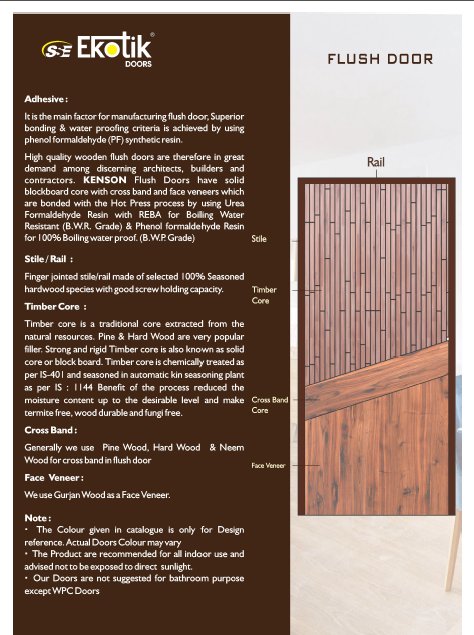 SE Ekotik®
DOORS
FLUSH DOOR
Adhesive :
It is the main factor for manufacturing flush door, Superior
bonding & water proofing criteria is achieved by using
phenol formaldehyde (PF) synthetic resin.
High quality wooden flush doors are therefore in great
demand among discerning architects, builders and
contractors. KENSON Flush Doors have solid
blockboard core with cross band and face veneers which
are bonded with the Hot Press process by using Urea
Formaldehyde Resin with REBA for Boilling Water
Resistant (B.W.R. Grade) & Phenol formaldehyde Resin
for 100% Boiling water proof. (B.W.P. Grade)
Stile / Rail :
Finger jointed stile/rail made of selected 100% Seasoned
hardwood species with good screw holding capacity.
Timber Core :
Timber core is a traditional core extracted from the
natural resources. Pine & Hard Wood are very popular
filler. Strong and rigid Timber core is also known as solid
core or block board. Timber core is chemically treated as
per IS-401 and seasoned in automatic kin seasoning plant
as per IS : 1144 Benefit of the process reduced the
moisture content up to the desirable level and make
termite free, wood durable and fungi free.
Cross Band :
Generally we use Pine Wood, Hard Wood & Neem
Wood for cross band in flush door
Face Veneer :
We use Gurjan Wood as a Face Veneer.
Note :
• The Colour given in catalogue is only for Design
reference. Actual Doors Colour may vary
• The Product are recommended for all indoor use and
advised not to be exposed to direct sunlight.
• Our Doors are not suggested for bathroom purpose
except WPC Doors
Rail
Stile
Timber
Core
Cross Band
Core
Face Veneer